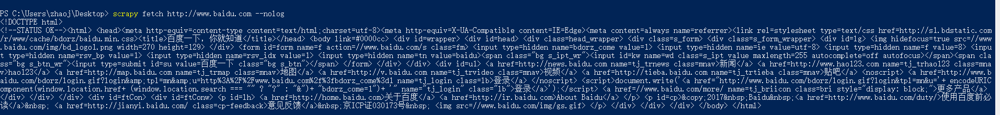 PS C:\Users\zhaoj\Desktop> scrapy fetch http://www.baidu.com --nolog
<!DOCTYPE html>
<!--STATUS OK--><html> <head><meta http-equiv=content-type content=text/html;charset=utf-8><meta http-equiv=X-UA-Compatible content=IE=Edge><meta content=always name=referrer><link rel=stylesheet type=text/css href=http://s1.bdstatic.com
/r/www/cache/bdorz/baidu.min.css><title>百度一下，你就知道</title></head> <body link=#0000cc> <div id=wrapper> <div id=head> <div class=head_wrapper> <div class=s_form> <div class=s_form_wrapper> <div id=lg> <img hidefocus=true src=//www
.baidu.com/img/bd_logo1.png width=270 height=129> </div> <form id=form name=f action=//www.baidu.com/s class=fm> <input type=hidden name=bdorz_come value=1> <input type=hidden name=ie value=utf-8> <input type=hidden name=f value=8> <inpu
t type=hidden name=rsv_bp value=1> <input type=hidden name=rsv_idx value=1> <input type=hidden name=tn value=baidu><span class="bg s_ipt_wr"><input id=kw name=wd class=s_ipt value maxlength=255 autocomplete=off autofocus></span><span cla
ss="bg s_btn_wr"><input type=submit id=su value=百度一下 class="bg s_btn"></span> </form> </div> </div> <div id=u1> <a href=http://news.baidu.com name=tj_trnews class=mnav>新闻</a> <a href=http://www.hao123.com name=tj_trhao123 class=mna
v>hao123</a> <a href=http://map.baidu.com name=tj_trmap class=mnav>地图</a> <a href=http://v.baidu.com name=tj_trvideo class=mnav>视频</a> <a href=http://tieba.baidu.com name=tj_trtieba class=mnav>贴吧</a> <noscript> <a href=http://www.b
aidu.com/bdorz/login.gif?login&amp;tpl=mn&amp;u=http%3A%2F%2Fwww.baidu.com%2f%3fbdorz_come%3d1 name=tj_login class=lb>登录</a> </noscript> <script>document.write('<a href="http://www.baidu.com/bdorz/login.gif?login&tpl=mn&u='+ encodeURIC
omponent(window.location.href+ (window.location.search === "" ? "?" : "&")+ "bdorz_come=1")+ '" name="tj_login" class="lb">登录</a>');</script> <a href=//www.baidu.com/more/ name=tj_briicon class=bri style="display: block;">更多产品</a>
</div> </div> </div> <div id=ftCon> <div id=ftConw> <p id=lh> <a href=http://home.baidu.com>关于百度</a> <a href=http://ir.baidu.com>About Baidu</a> </p> <p id=cp>&copy;2017&nbsp;Baidu&nbsp;<a href=http://www.baidu.com/duty/>使用百度前必
读</a>&nbsp; <a href=http://jianyi.baidu.com/ class=cp-feedback>意见反馈</a>&nbsp;京ICP证030173号&nbsp; <img src=//www.baidu.com/img/gs.gif> </p> </div> </div> </div> </body> </html>